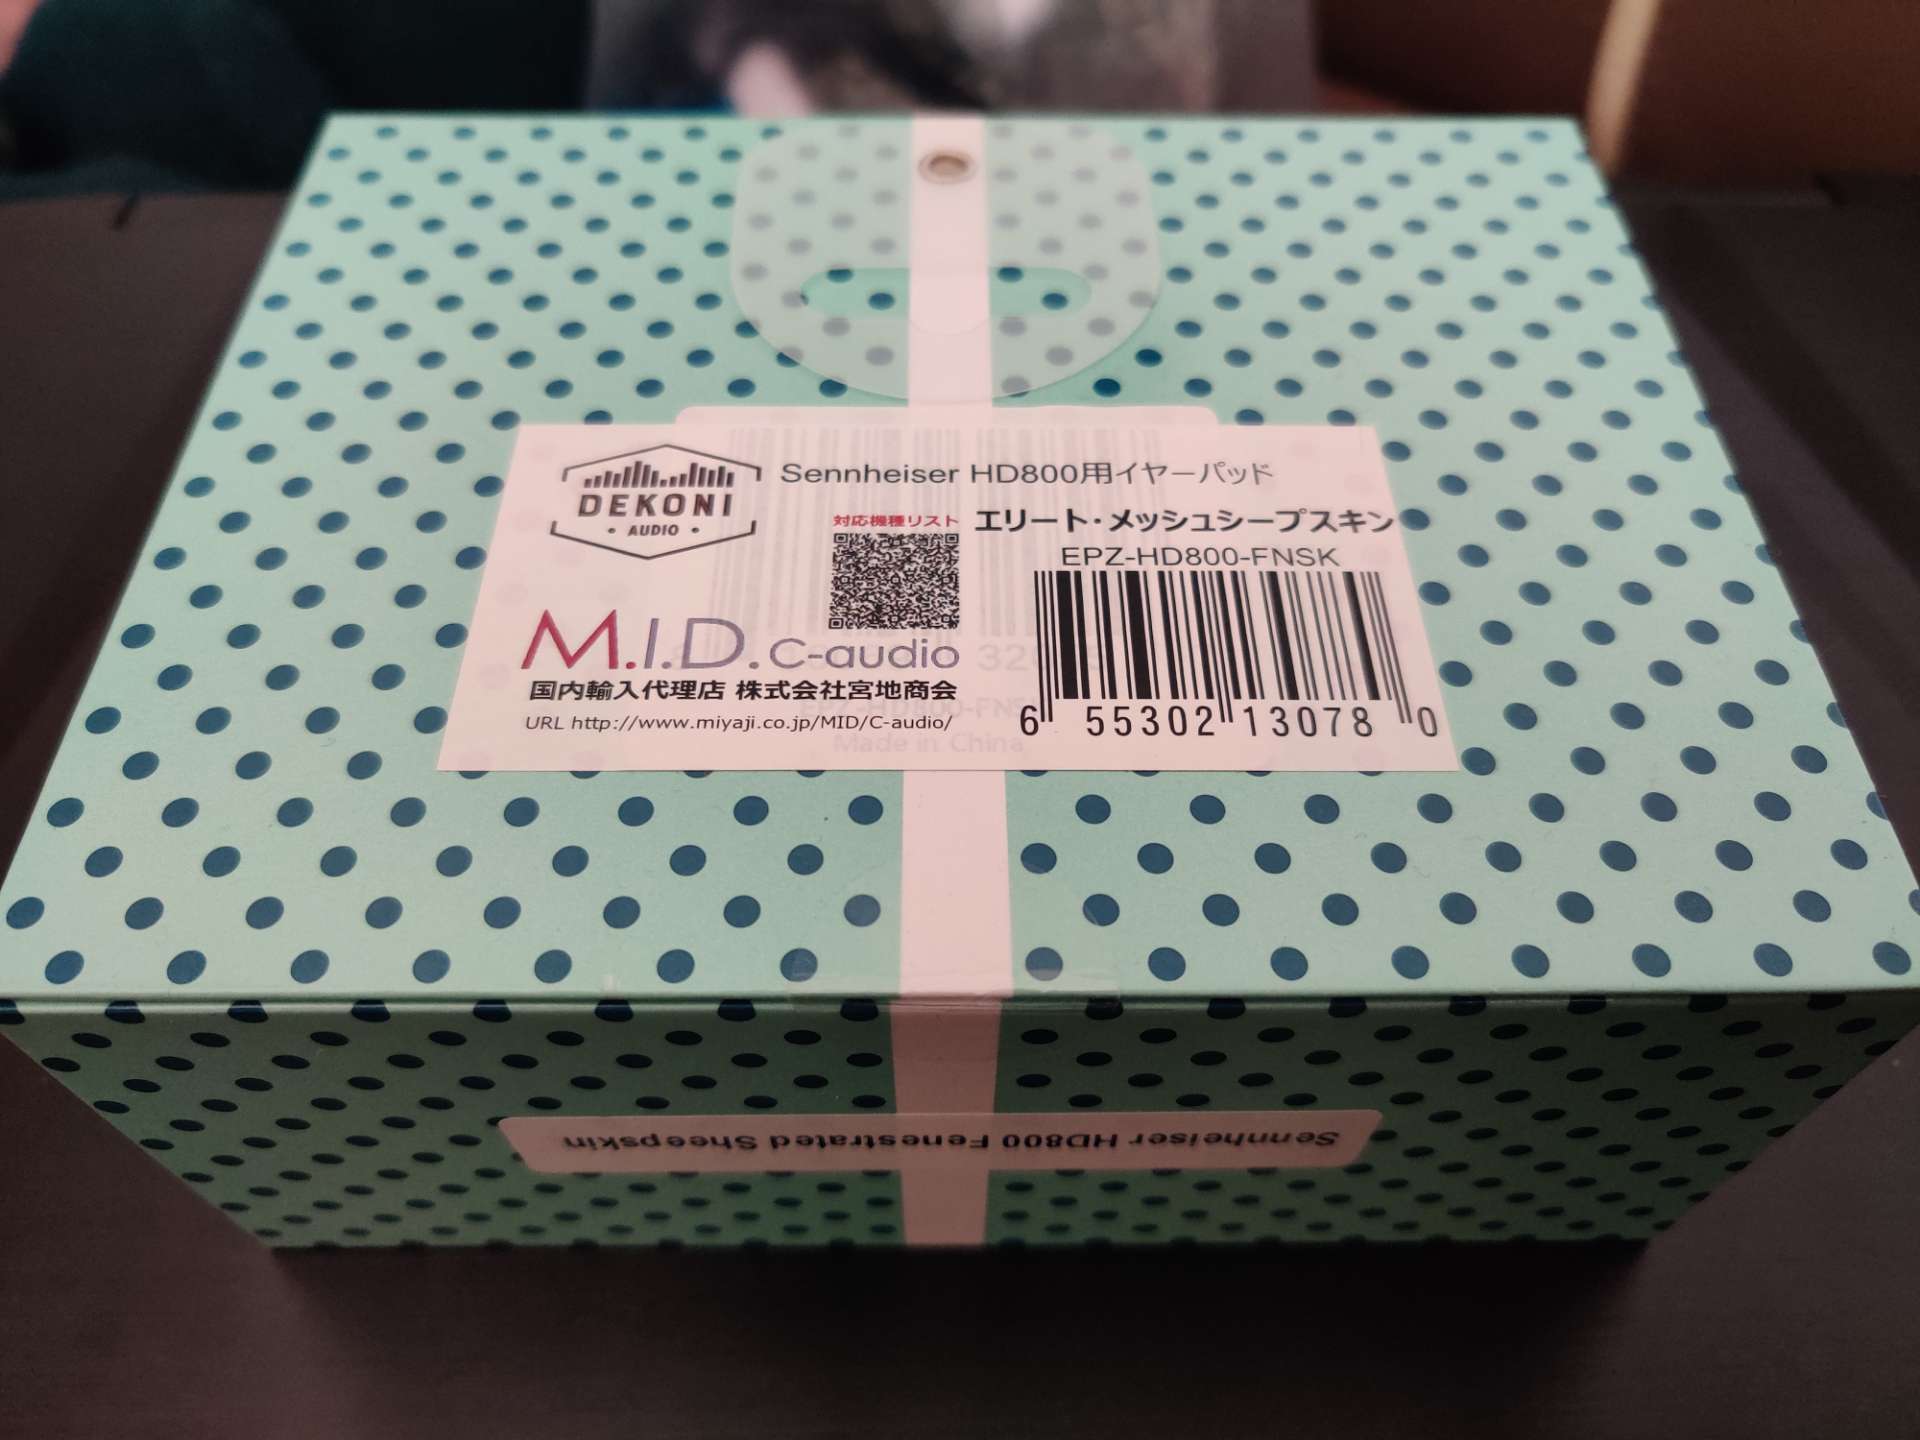 DEKONI
AUDIO
Sennheiser HD800用イヤーパッド
対応機種リスト
エリート・メッシュシープスキン
EPZ-HD800-FNSK
M.I.D. C-audio
国内輸入代理店 株式会社宮地商会
URL http://www.miyaji.co.jp/MID/C-audio/
6 55302 13078 0
EPZ-HD800-FNS
Made in China
Sennheiser HD800 Fenestrated Sheepskin